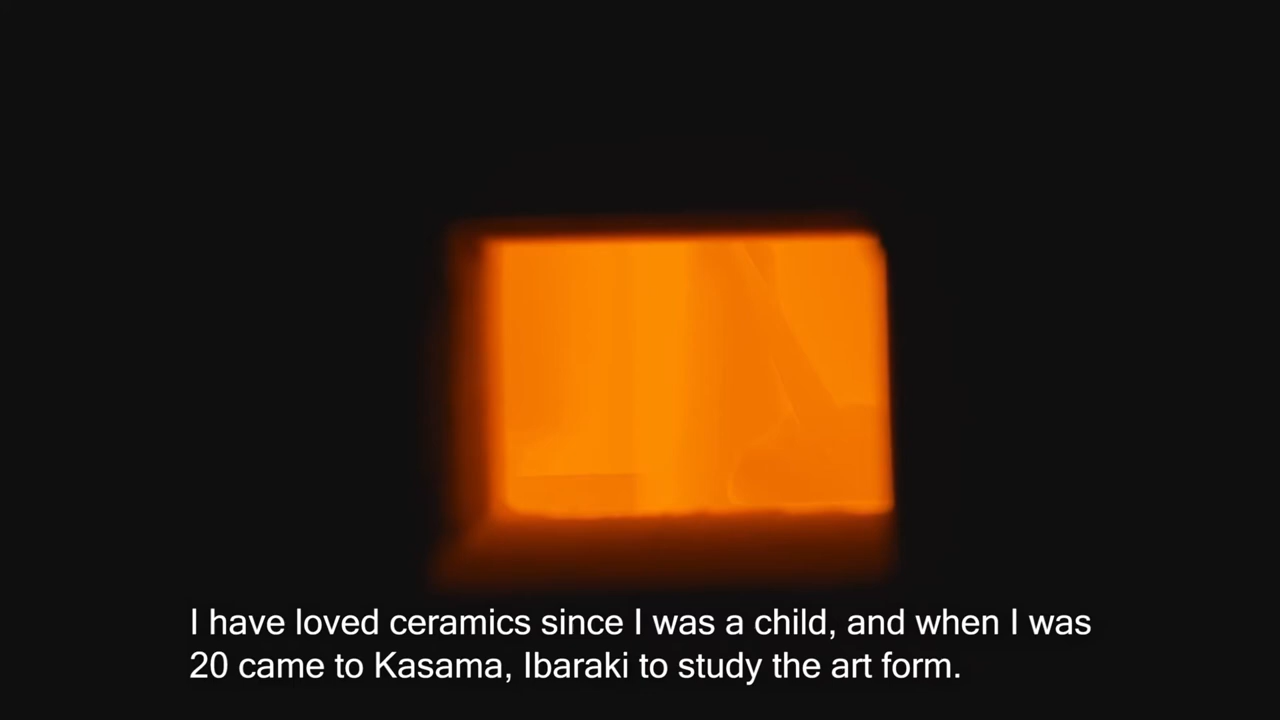 I have loved ceramics since I was a child, and when I was
20 came to Kasama, Ibaraki to study the art form.